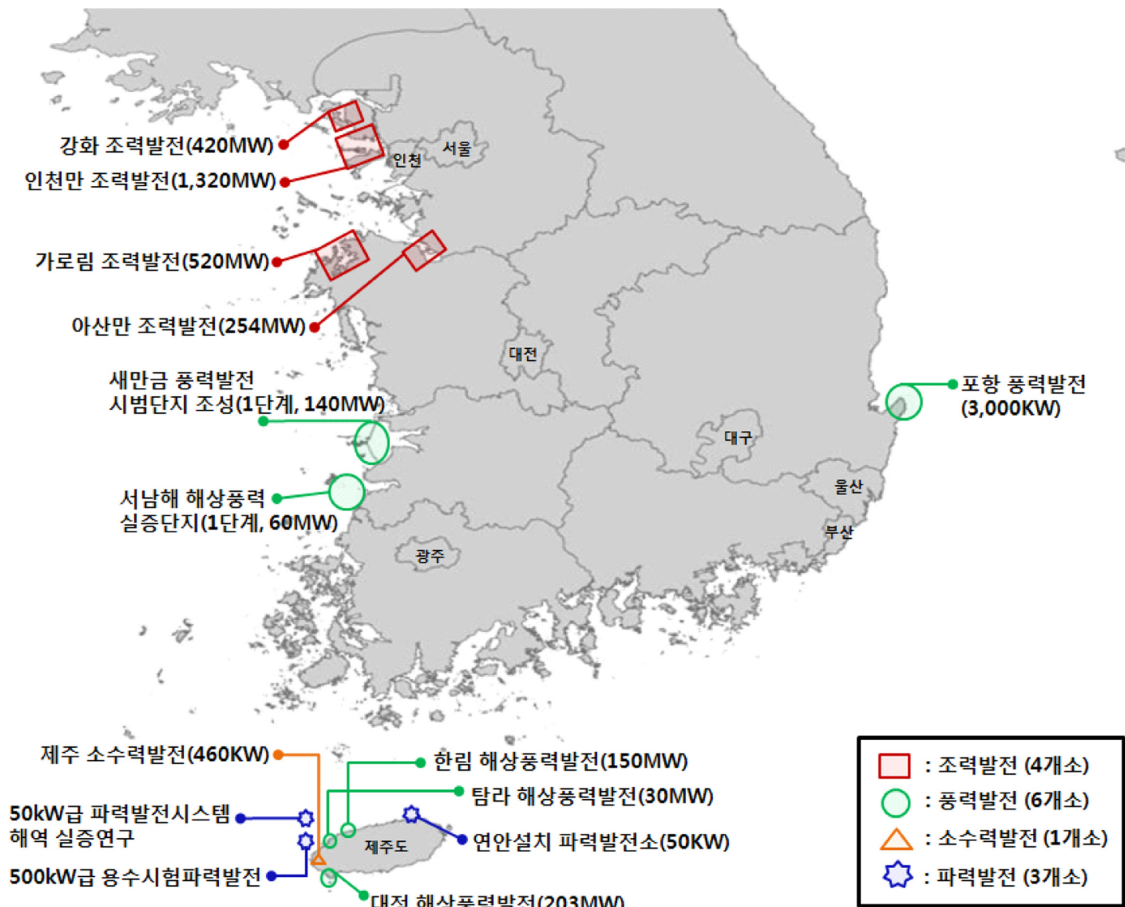 강화 조력발전(420MW)
인천만 조력발전(1,320MW)
서울
인천
가로림 조력발전(520MW)
아산만 조력발전(254MW)
대전
새만금 풍력발전
시범단지 조성(1단계, 140MW)
포항 풍력발전
(3,000KW)
대구
서남해 해상풍력
실증단지(1단계, 60MW)
울산
부산
광주
제주 소수력발전(460KW)
한림 해상풍력발전(150MW)
탐라 해상풍력발전(30MW)
50kW급 파력발전시스템
해역 실증연구
연안설치 파력발전소(50KW)
제주도
500kW급 용수시험파력발전
대정 해상풍력발전(203MW)
: 조력발전 (4개소)
: 풍력발전 (6개소)
: 소수력발전 (1개소)
: 파력발전 (3개소)